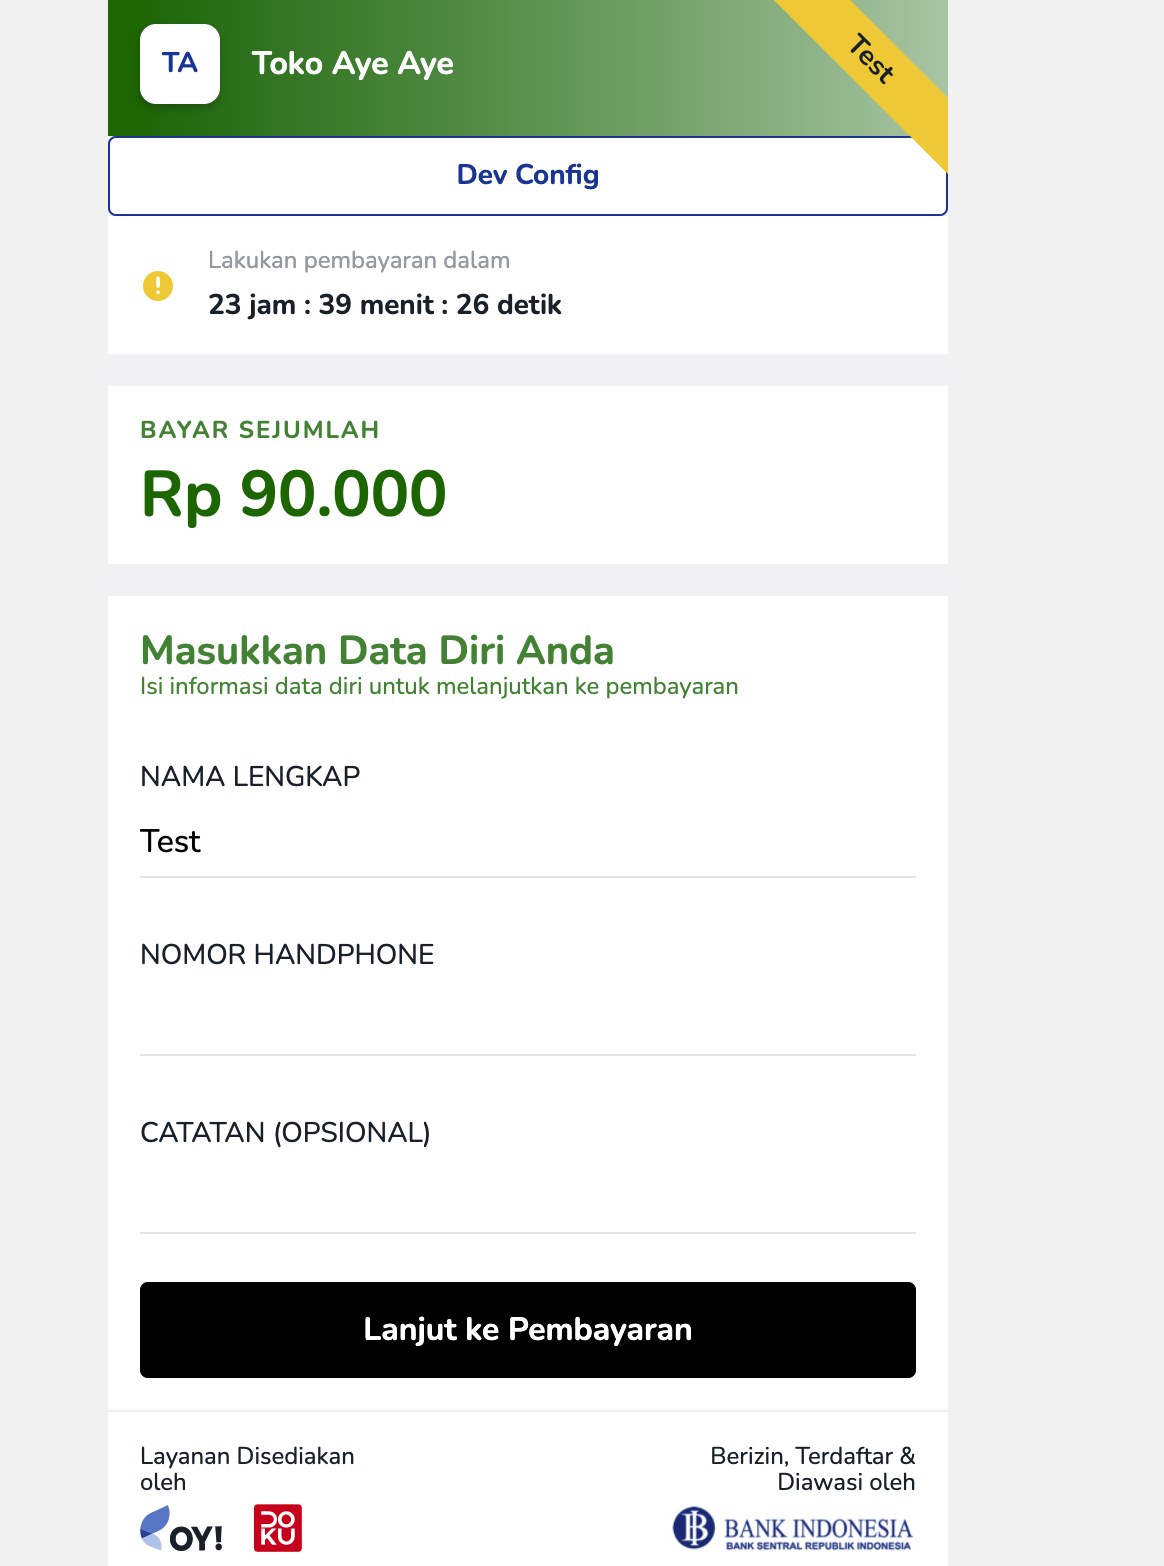 TA
Toko Aye Aye
Test
Dev Config
Lakukan pembayaran dalam
23 jam : 39 menit : 26 detik
BAYAR SEJUMLAH
Rp 90.000
Masukkan Data Diri Anda
Isi informasi data diri untuk melanjutkan ke pembayaran
NAMA LENGKAP
Test
NOMOR HANDPHONE
CATATAN (OPSIONAL)
Lanjut ke Pembayaran
Layanan Disediakan
oleh
OY!
DO
KU
Berizin, Terdaftar &
Diawasi oleh
BANK INDONESIA
BANK SENTRAL REPUBLIK INDONESIA